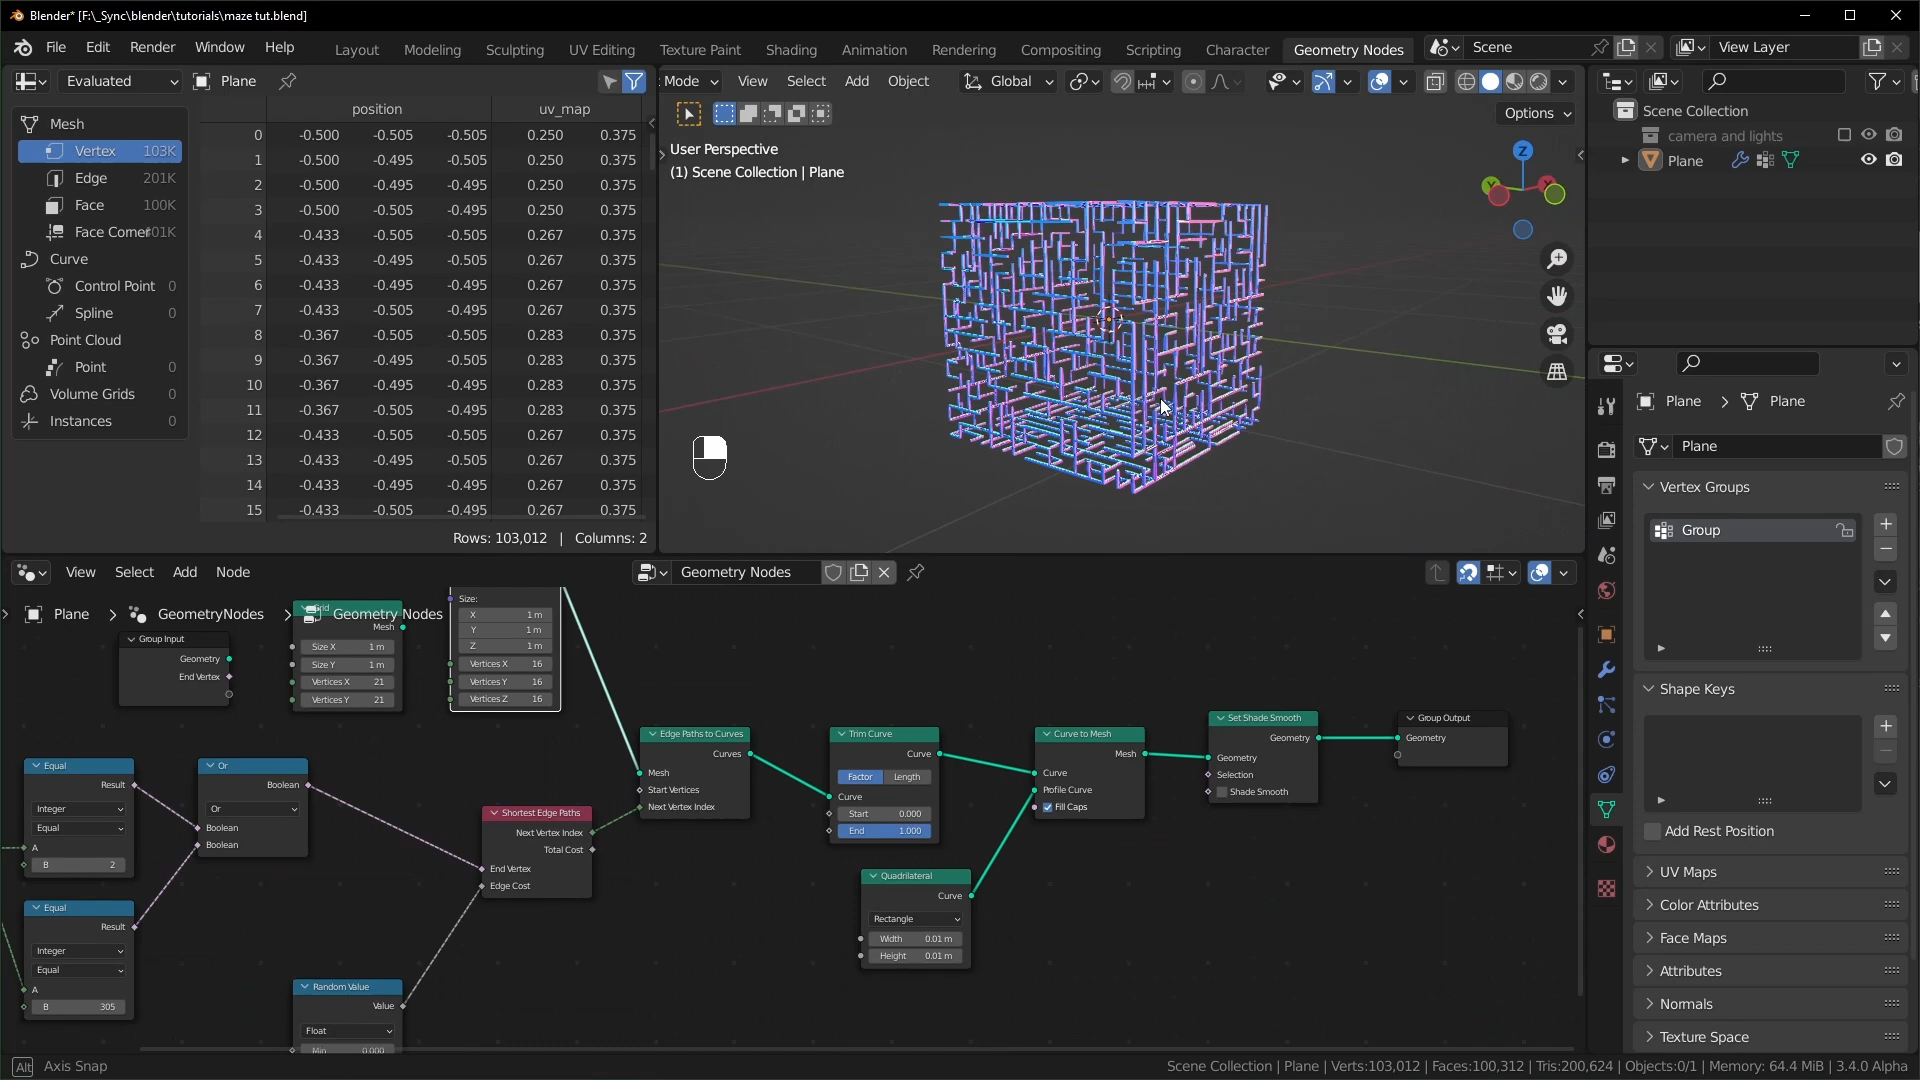 Blender* [F:\_Sync\blender\tutorials\maze tut.blend]
File Edit Render Window Help
Layout Modeling Sculpting UV Editing Texture Paint Shading Animation Rendering Compositing Scripting Character Geometry Nodes
Scene
View Layer
Evaluated
Plane
Mode View Select Add Object
Global
Options
position uv_map
Mesh
Vertex 103K
Edge 201K
Face 100K
Face Corner 01K
Curve
Control Point 0
Spline 0
Point Cloud
Point 0
Volume Grids 0
Instances 0
0 -0.500 -0.505 -0.505 0.250 0.375
1 -0.500 -0.495 -0.505 0.250 0.375
2 -0.500 -0.495 -0.495 0.250 0.375
3 -0.500 -0.505 -0.495 0.250 0.375
4 -0.433 -0.505 -0.505 0.267 0.375
5 -0.433 -0.495 -0.505 0.267 0.375
6 -0.433 -0.495 -0.495 0.267 0.375
7 -0.433 -0.505 -0.495 0.267 0.375
8 -0.367 -0.505 -0.505 0.283 0.375
9 -0.367 -0.495 -0.505 0.283 0.375
10 -0.367 -0.495 -0.495 0.283 0.375
11 -0.367 -0.505 -0.495 0.283 0.375
12 -0.433 -0.505 -0.505 0.267 0.375
13 -0.433 -0.495 -0.505 0.267 0.375
14 -0.433 -0.495 -0.495 0.267 0.375
15 -0.433 -0.505 -0.495 0.267 0.375
Rows: 103,012 | Columns: 2
User Perspective
(1) Scene Collection | Plane
Z
Scene Collection
camera and lights
Plane
Plane > Plane
Plane
Vertex Groups
Group
Shape Keys
Add Rest Position
UV Maps
Color Attributes
Face Maps
Attributes
Normals
Texture Space
View Select Add Node
Geometry Nodes
Plane > GeometryNodes > Geometry Nodes
Group Input
Geometry
End Vertex
Mesh
Size X 1 m
Size Y 1 m
Vertices X 21
Vertices Y 21
Size:
X 1 m
Y 1 m
Z 1 m
Vertices X 16
Vertices Y 16
Vertices Z 16
Equal
Result
Integer
Equal
A
B 2
Or
Boolean
Or
Boolean
Boolean
Equal
Result
Integer
Equal
A
B 305
Random Value
Value
Float
Min 0.000
Shortest Edge Paths
Next Vertex Index
Total Cost
End Vertex
Edge Cost
Edge Paths to Curves
Curves
Mesh
Start Vertices
Next Vertex Index
Trim Curve
Curve
Factor Length
Curve
Start 0.000
End 1.000
Quadrilateral
Curve
Rectangle
Width 0.01 m
Height 0.01 m
Curve to Mesh
Mesh
Curve
Profile Curve
Fill Caps
Set Shade Smooth
Geometry
Geometry
Selection
Shade Smooth
Group Output
Geometry
Alt Axis Snap
Scene Collection | Plane | Verts:103,012 | Faces:100,312 | Tris:200,624 | Objects:0/1 | Memory: 64.4 MiB | 3.4.0 Alpha